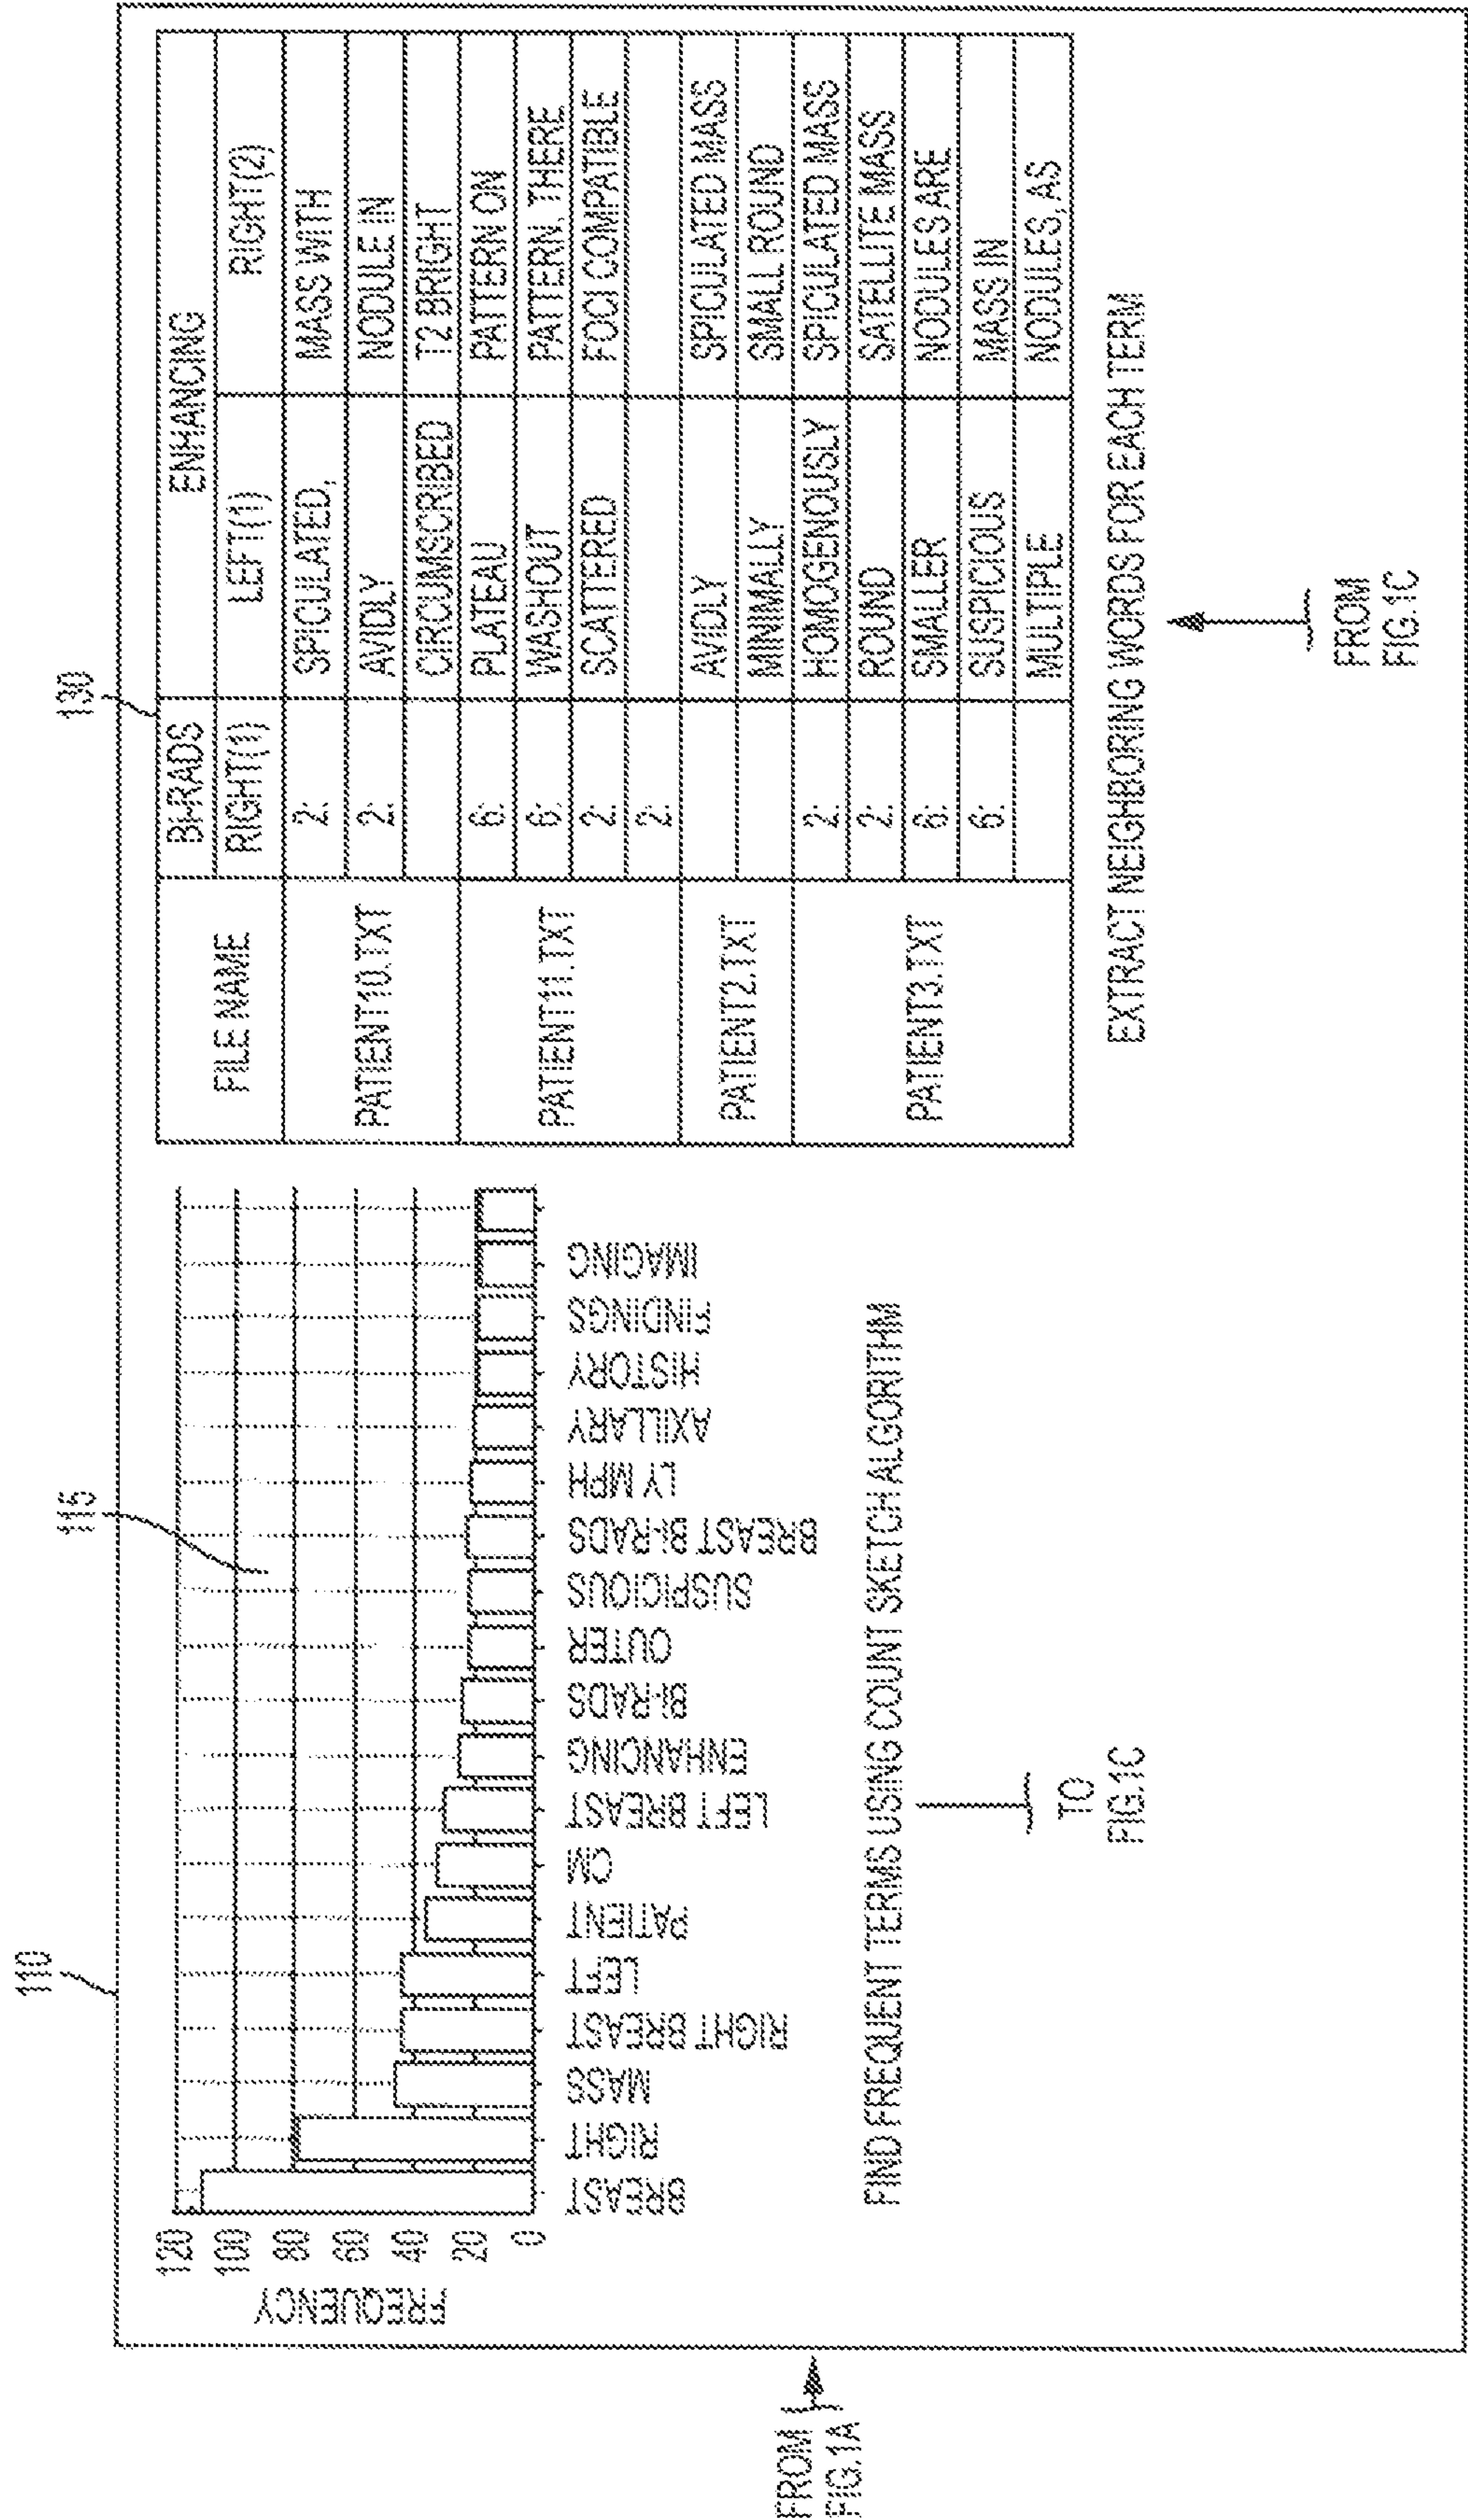 110
115
130
FREQUENCY
120
100
80
60
40
20
0
BREAST
RIGHT
MASS
RIGHT BREAST
LEFT
PATIENT
CM
LEFT BREAST
ENHANCING
BI-RADS
OUTER
SUSPICIOUS
BREAST BI-RADS
LY MPH
AXILLARY
HISTORY
FINDINGS
IMAGING
FIND FREQUENT TERMS USING COUNT SKETCH ALGORITHM
TO
FIG.1C
FROM
FIG.1A
FILE NAME BI-RADS ENHANCING
RIGHT(1) LEFT(1) RIGHT(2)
PATIENT10.TXT 2: SPICULATED, MASS WITH
2: AVIDLY NODULE IN
CIRCUMSCRIBED T2 BRIGHT
PATIENT11.TXT 6: PLATEAU PATTERN ON
6: WASHOUT PATTERN. THERE
2: SCATTERED FOCI COMPATIBLE
2:
PATIENT2.TXT AVIDLY SPICULATED MASS
MINIMALLY SMALL ROUND
PATIENT3.TXT 2: HOMOGENOUSLY SPICULATED MASS
2: ROUND SATELLITE MASS
6: SMALLER NODULES ARE
6: SUSPICIOUS MASS IN
MULTIPLE NODULES, AS
EXTRACT NEIGHBORING WORDS FOR EACH TERM
FROM
FIG.1C